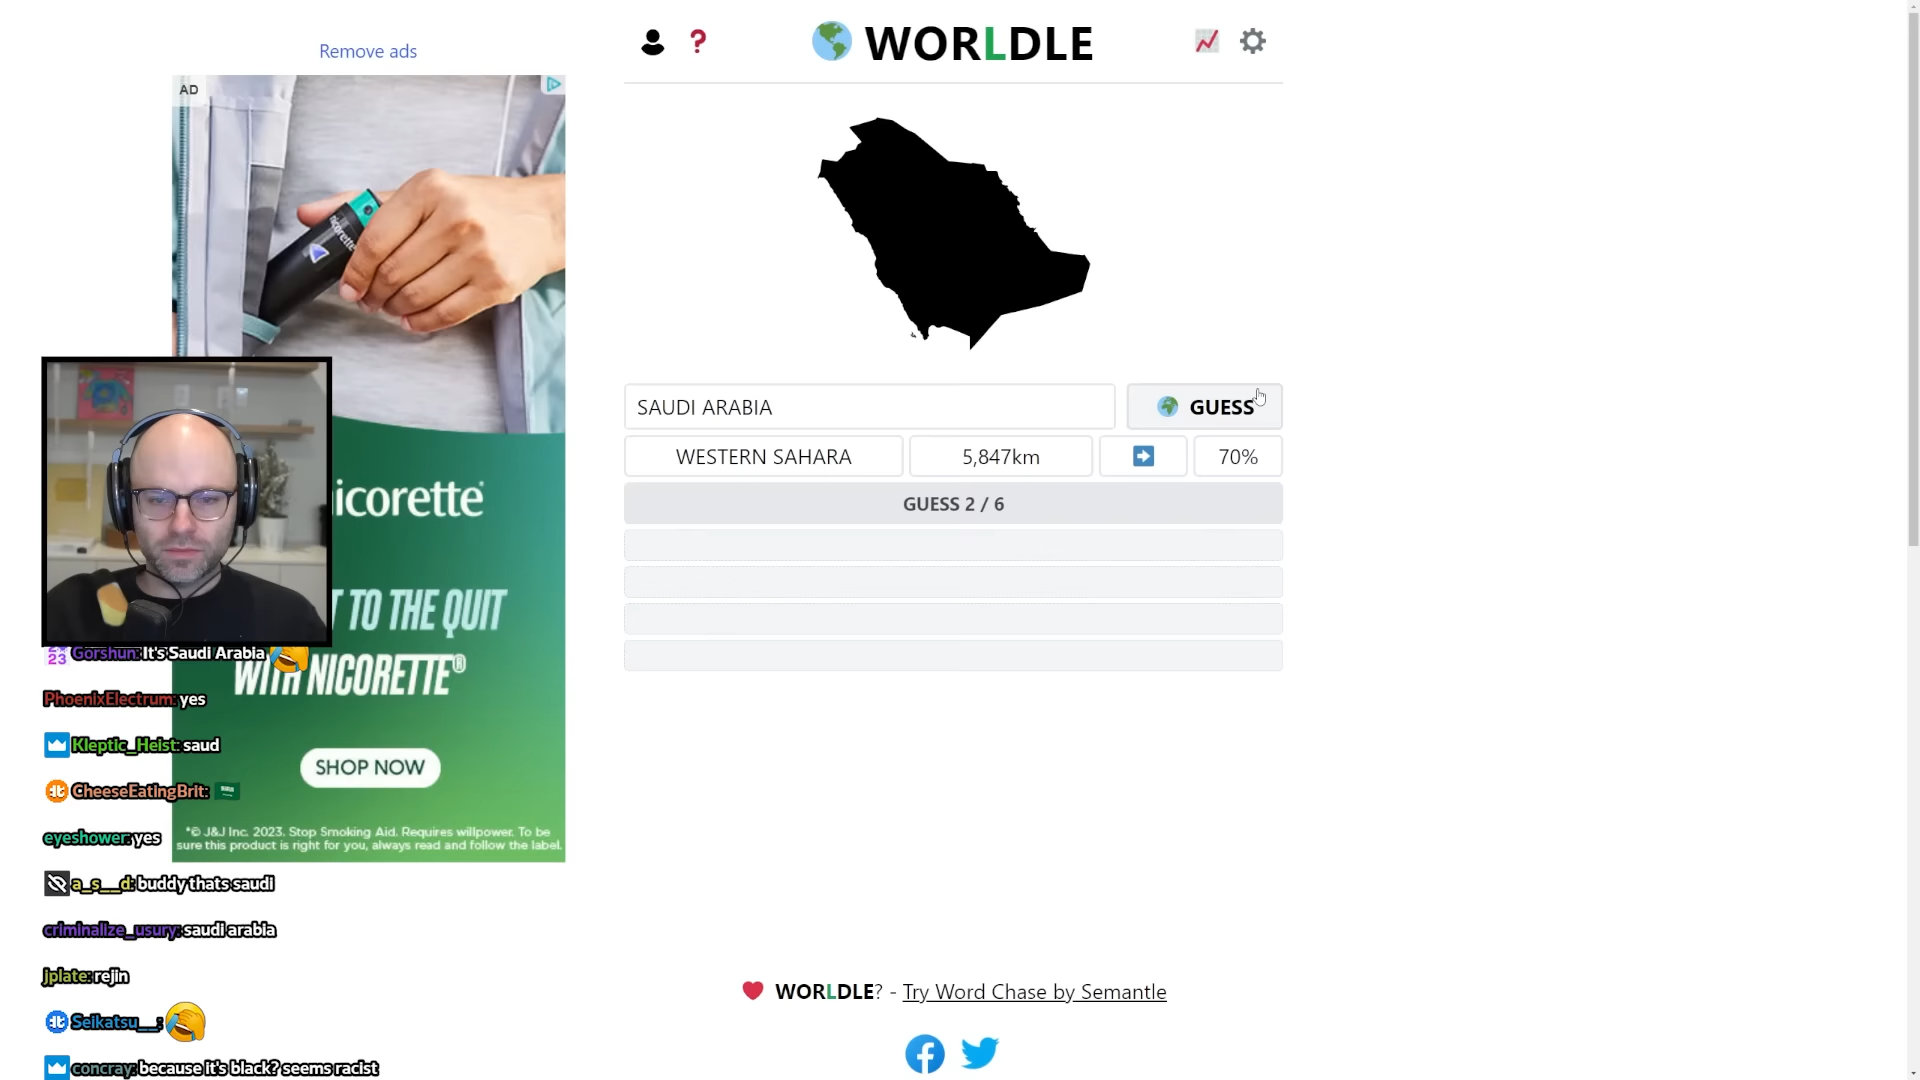 Remove ads
AD
nicorette
icorette
T TO THE QUIT
WITH NICORETTE®
SHOP NOW
*© J&J Inc. 2023. Stop Smoking Aid. Requires willpower. To be
sure this product is right for you, always read and follow the label.
23 Gorshun: It's Saudi Arabia
PhoenixElectrum: yes
Kleptic_Heist: saud
CheeseEatingBrit:
eyeshower: yes
a_s__d: buddy thats saudi
criminalize_usury: saudi arabia
jplate: rejin
Seikatsu__:
concray: because it's black? seems racist
?
WORLDLE
SAUDI ARABIA
GUESS
WESTERN SAHARA 5,847km 70%
GUESS 2 / 6
WORLDLE? - Try Word Chase by Semantle